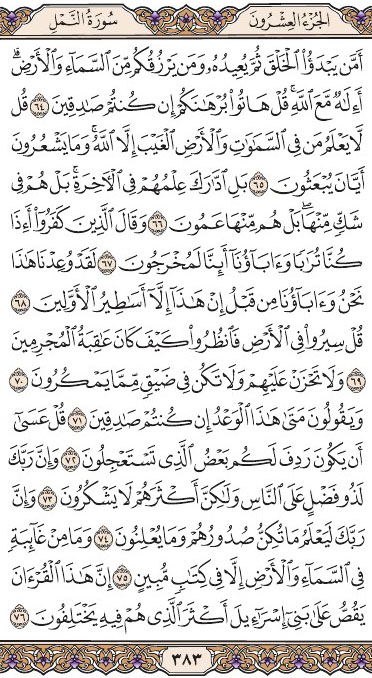 الجزء العشرون سورة النمل
أَمَّن يَبْدَؤُا۟ ٱلْخَلْقَ ثُمَّ يُعِيدُهُۥ وَمَن يَرْزُقُكُم مِّنَ ٱلسَّمَآءِ وَٱلْأَرْضِ ۗ
أَءِلَٰهٌ مَّعَ ٱللَّهِ ۚ قُلْ هَاتُوا۟ بُرْهَٰنَكُمْ إِن كُنتُمْ صَٰدِقِينَ ٦٤ قُل
لَّا يَعْلَمُ مَن فِى ٱلسَّمَٰوَٰتِ وَٱلْأَرْضِ ٱلْغَيْبَ إِلَّا ٱللَّهُ ۚ وَمَا يَشْعُرُونَ
أَيَّانَ يُبْعَثُونَ ٦٥ بَلِ ٱدَّٰرَكَ عِلْمُهُمْ فِى ٱلْءَاخِرَةِ ۚ بَلْ هُمْ فِى
شَكٍّ مِّنْهَا ۖ بَلْ هُم مِّنْهَا عَمُونَ ٦٦ وَقَالَ ٱلَّذِينَ كَفَرُوٓا۟ أَءِذَا
كُنَّا تُرَٰبًا وَءَابَآؤُنَآ أَئِنَّا لَمُخْرَجُونَ ٦٧ لَقَدْ وُعِدْنَا هَٰذَا
نَحْنُ وَءَابَآؤُنَا مِن قَبْلُ إِنْ هَٰذَآ إِلَّآ أَسَٰطِيرُ ٱلْأَوَّلِينَ ٦٨
قُلْ سِيرُوا۟ فِى ٱلْأَرْضِ فَٱنظُرُوا۟ كَيْفَ كَانَ عَٰقِبَةُ ٱلْمُجْرِمِينَ
٦٩ وَلَا تَحْزَنْ عَلَيْهِمْ وَلَا تَكُن فِى ضَيْقٍ مِّمَّا يَمْكُرُونَ ٧٠
وَيَقُولُونَ مَتَىٰ هَٰذَا ٱلْوَعْدُ إِن كُنتُمْ صَٰدِقِينَ ٧١ قُلْ عَسَىٰٓ
أَن يَكُونَ رَدِفَ لَكُم بَعْضُ ٱلَّذِى تَسْتَعْجِلُونَ ٧٢ وَإِنَّ رَبَّكَ
لَذُو فَضْلٍ عَلَى ٱلنَّاسِ وَلَٰكِنَّ أَكْثَرَهُمْ لَا يَشْكُرُونَ ٧٣ وَإِنَّ
رَبَّكَ لَيَعْلَمُ مَا تُكِنُّ صُدُورُهُمْ وَمَا يُعْلِنُونَ ٧٤ وَمَا مِنْ غَآئِبَةٍ
فِى ٱلسَّمَآءِ وَٱلْأَرْضِ إِلَّا فِى كِتَٰبٍ مُّبِينٍ ٧٥ إِنَّ هَٰذَا ٱلْقُرْءَانَ
يَقُصُّ عَلَىٰ بَنِىٓ إِسْرَٰٓءِيلَ أَكْثَرَ ٱلَّذِى هُمْ فِيهِ يَخْتَلِفُونَ ٧٦
٣٨٣